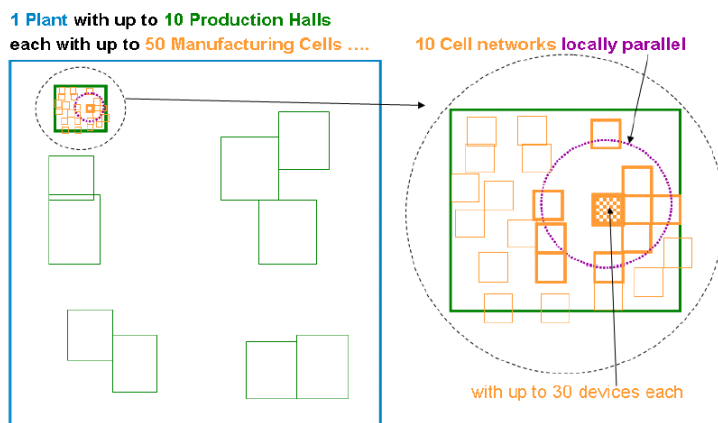 1 Plant with up to 10 Production Halls
each with up to 50 Manufacturing Cells ....
10 Cell networks locally parallel
with up to 30 devices each